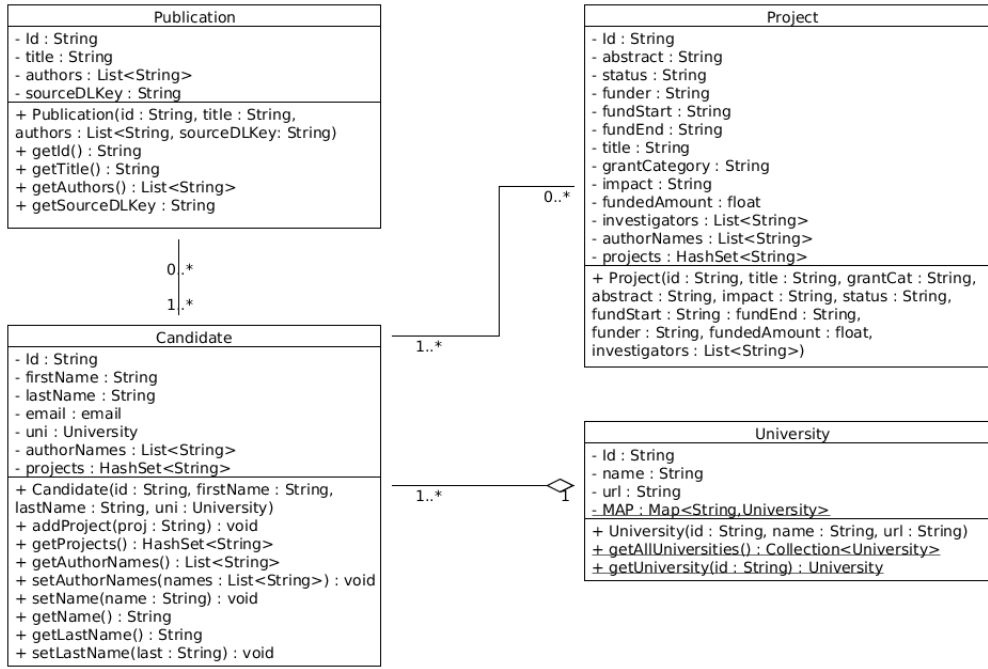 Publication
- Id : String
- title : String
- authors : List<String>
- sourceDLKey : String
+ Publication(id : String, title : String,
authors : List<String, sourceDLKey: String)
+ getId() : String
+ getTitle() : String
+ getAuthors() : List<String>
+ getSourceDLKey : String
0..*
1..*
Candidate
- Id : String
- firstName : String
- lastName : String
- email : email
- uni : University
- authorNames : List<String>
- projects : HashSet<String>
+ Candidate(id : String, firstName : String,
lastName : String, uni : University)
+ addProject(proj : String) : void
+ getProjects() : HashSet<String>
+ getAuthorNames() : List<String>
+ setAuthorNames(names : List<String>) : void
+ setName(name : String) : void
+ getName() : String
+ getLastName() : String
+ setLastName(last : String) : void
0..*
1..*
1..*
1
Project
- Id : String
- abstract : String
- status : String
- funder : String
- fundStart : String
- fundEnd : String
- title : String
- grantCategory : String
- impact : String
- fundedAmount : float
- investigators : List<String>
- authorNames : List<String>
- projects : HashSet<String>
+ Project(id : String, title : String, grantCat : String,
abstract : String, impact : String, status : String,
fundStart : String : fundEnd : String,
funder : String, fundedAmount : float,
investigators : List<String>)
University
- Id : String
- name : String
- url : String
- MAP : Map<String,University>
+ University(id : String, name : String, url : String)
+ getAllUniversities() : Collection<University>
+ getUniversity(id : String) : University